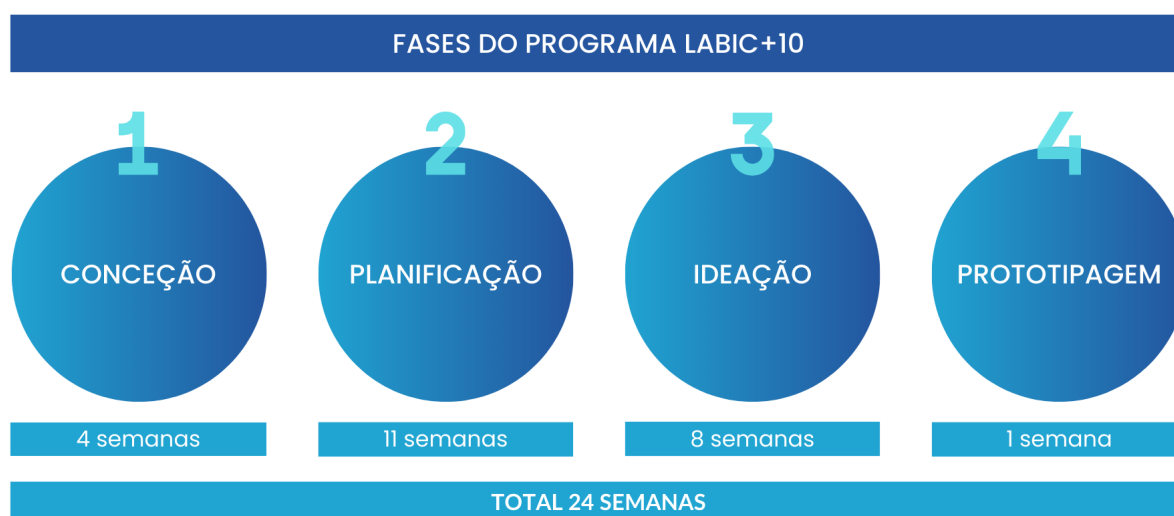 FASES DO PROGRAMA LABIC+10
1
2
3
4
CONCEÇÃO
PLANIFICAÇÃO
IDEAÇÃO
PROTOTIPAGEM
4 semanas
11 semanas
8 semanas
1 semana
TOTAL 24 SEMANAS